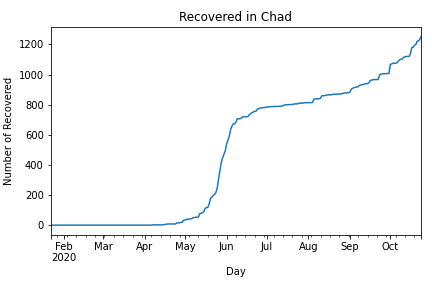 Recovered in Chad
Number of Recovered
1200
1000
800
600
400
200
0
Feb Mar Apr May Jun Jul Aug Sep Oct
2020
Day